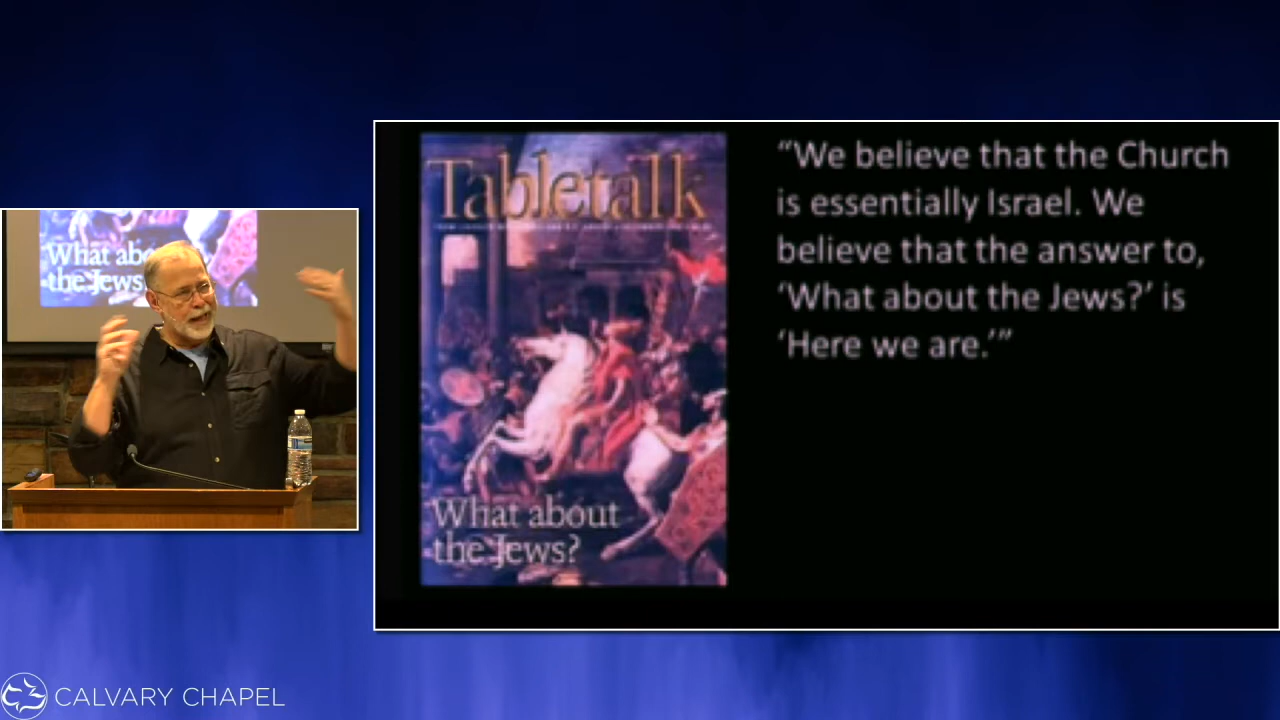 Tabletalk
What about
the Jews?
“We believe that the Church
is essentially Israel. We
believe that the answer to,
‘What about the Jews?’ is
‘Here we are.’”
What abo
the Jews
CALVARY CHAPEL